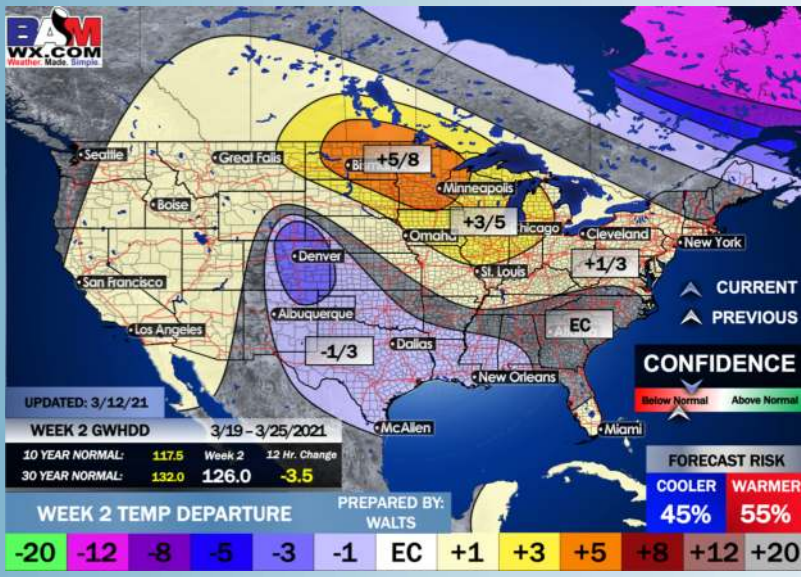 BAM
WX.COM
Weather. Made. Simple.
Seattle
Great Falls
+5/8
Minneapolis
Boise
+3/5
Omaha
Chicago
Cleveland
New York
Denver
St. Louis
+1/3
San Francisco
CURRENT
Albuquerque
PREVIOUS
Los Angeles
EC
-1/3
Dallas
CONFIDENCE
New Orleans
Below Normal
Above Normal
UPDATED: 3/12/21
McAllen
Miami
WEEK 2 GWHDD 3/19 – 3/25/2021
10 YEAR NORMAL: 117.5 Week 2 12 Hr. Change
30 YEAR NORMAL: 132.0 126.0 -3.5
FORECAST RISK
COOLER WARMER
45% 55%
WEEK 2 TEMP DEPARTURE
PREPARED BY:
WALTS
-20 -12 -8 -5 -3 -1 EC +1 +3 +5 +8 +12 +20